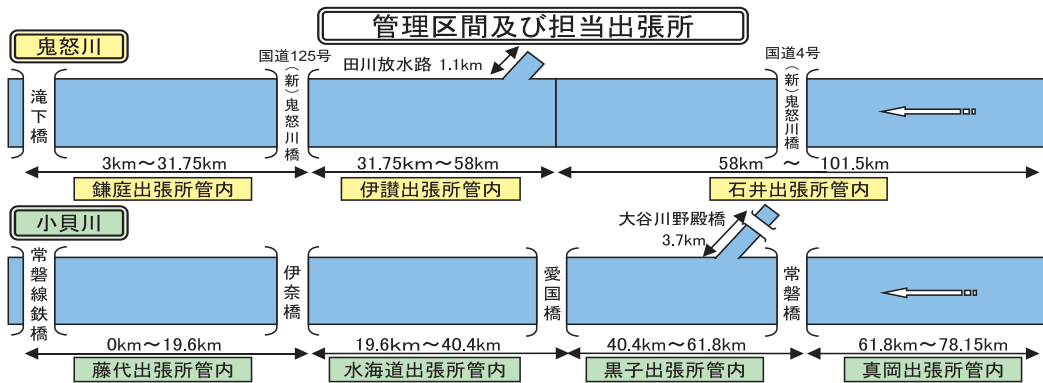 管理区間及び担当出張所
鬼怒川
滝下橋
国道125号
(新)鬼怒川橋
田川放水路 1.1km
国道4号
(新)鬼怒川橋
3km～31.75km
31.75km～58km
58km ～ 101.5km
鎌庭出張所管内
伊讃出張所管内
石井出張所管内
小貝川
常磐線鉄橋
伊奈橋
愛国橋
大谷川野殿橋
3.7km
常磐橋
0km～19.6km
19.6km～40.4km
40.4km～61.8km
61.8km～78.15km
藤代出張所管内
水海道出張所管内
黒子出張所管内
真岡出張所管内